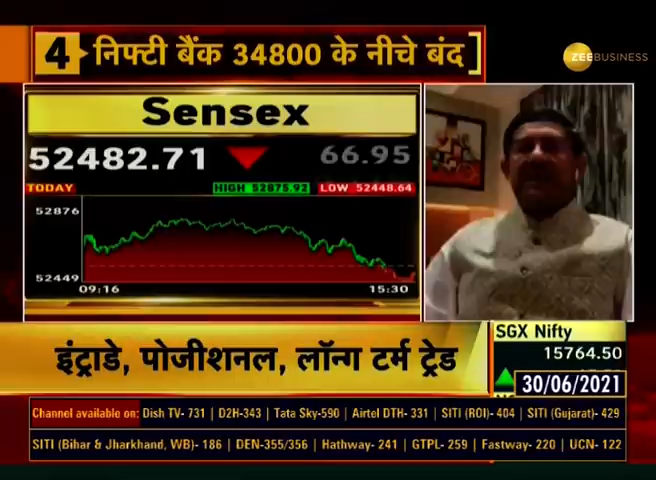 4 निफ्टी बैंक 34800 के नीचे बंद
ZEEBUSINESS
Sensex
52482.71 66.95
TODAY HIGH 52875.92 LOW 52448.64
52876
52449
09:16 15:30
इंट्राडे, पोजीशनल, लॉन्ग टर्म ट्रेड
SGX Nifty
15764.50
30/06/2021
Channel available on: Dish TV- 731 | D2H-343 | Tata Sky-590 | Airtel DTH- 331 | SITI (ROI)- 404 | SITI (Gujarat)- 429
SITI (Bihar & Jharkhand, WB)- 186 | DEN-355/356 | Hathway- 241 | GTPL- 259 | Fastway- 220 | UCN- 122